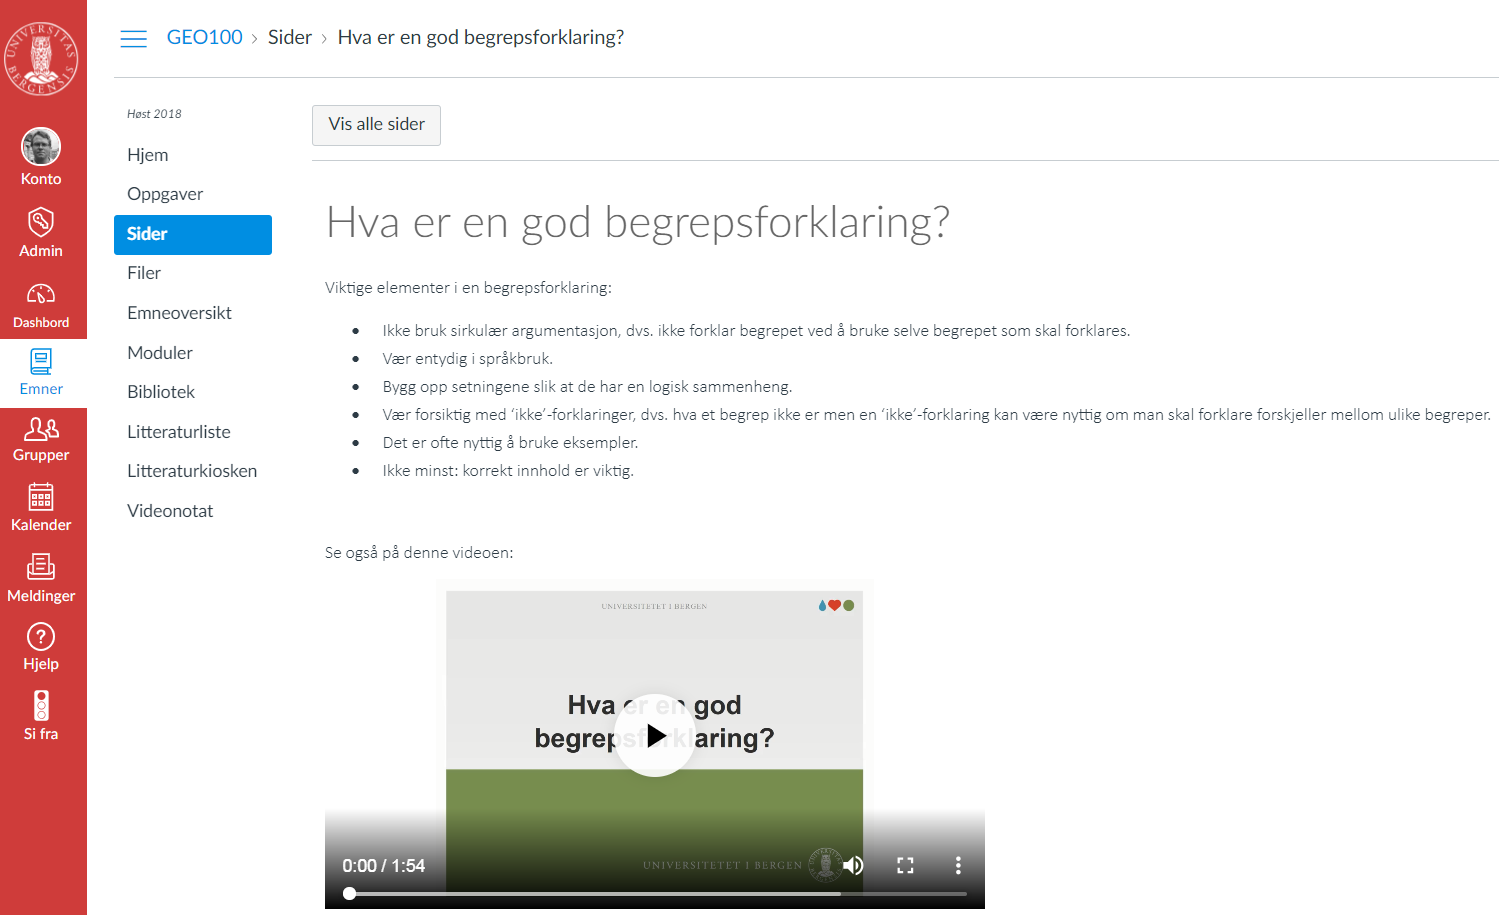 UNIVERSITAS BERGENSIS
Konto
Admin
Dashbord
Emner
Grupper
Kalender
Meldinger
?
Hjelp
Si fra
GEO100 › Sider › Hva er en god begrepsforklaring?
Høst 2018
Hjem
Oppgaver
Sider
Filer
Emneoversikt
Moduler
Bibliotek
Litteraturliste
Litteraturkiosken
Videonotat
Vis alle sider
Hva er en god begrepsforklaring?
Viktige elementer i en begrepsforklaring:
• Ikke bruk sirkulær argumentasjon, dvs. ikke forklar begrepet ved å bruke selve begrepet som skal forklares.
• Vær entydig i språkbruk.
• Bygg opp setningene slik at de har en logisk sammenheng.
• Vær forsiktig med ‘ikke’-forklaringer, dvs. hva et begrep ikke er men en ‘ikke’-forklaring kan være nyttig om man skal forklare forskjeller mellom ulike begreper.
• Det er ofte nyttig å bruke eksempler.
• Ikke minst: korrekt innhold er viktig.
Se også på denne videoen:
UNIVERSITETET I BERGEN
Hva er en god
begrepsforklaring?
0:00 / 1:54
UNIVERSITETET I BERGEN